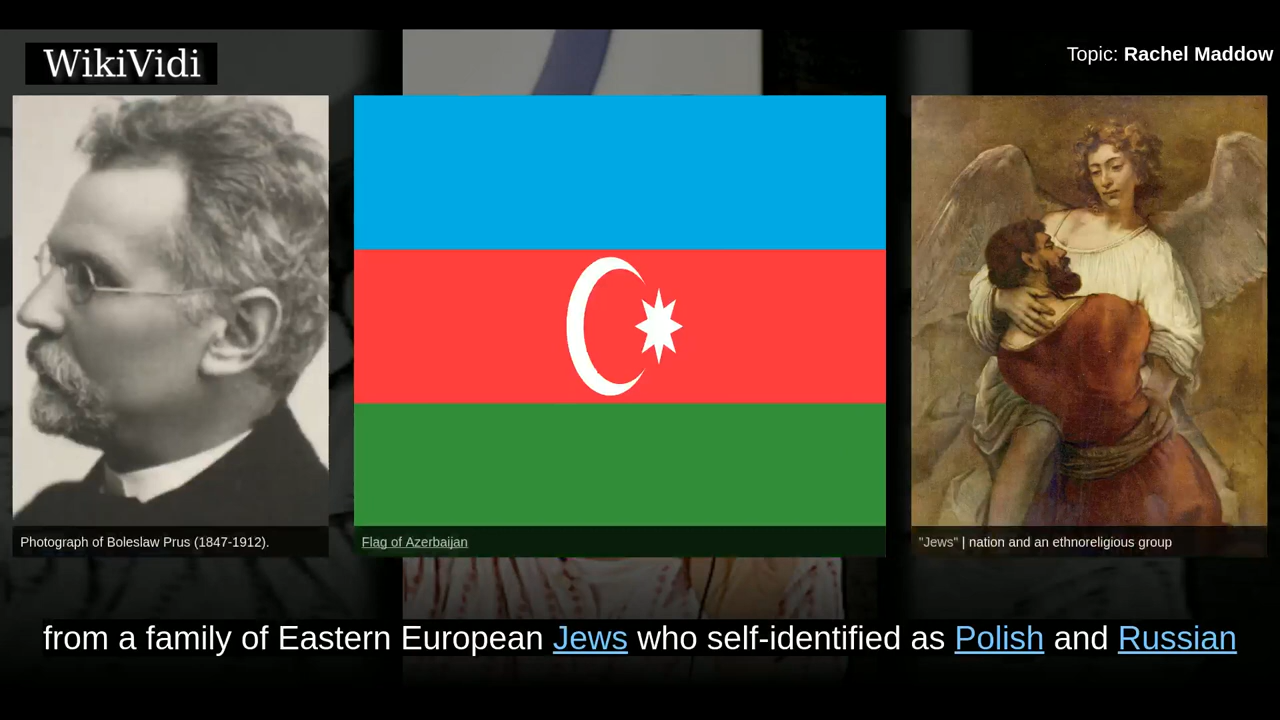 WikiVidi
Topic: Rachel Maddow
Photograph of Boleslaw Prus (1847-1912).
Flag of Azerbaijan
"Jews" | nation and an ethnoreligious group
from a family of Eastern European Jews who self-identified as Polish and Russian